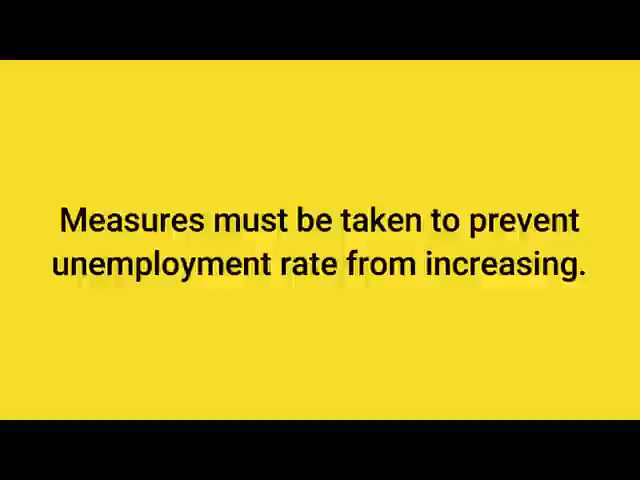 Measures must be taken to prevent
unemployment rate from increasing.